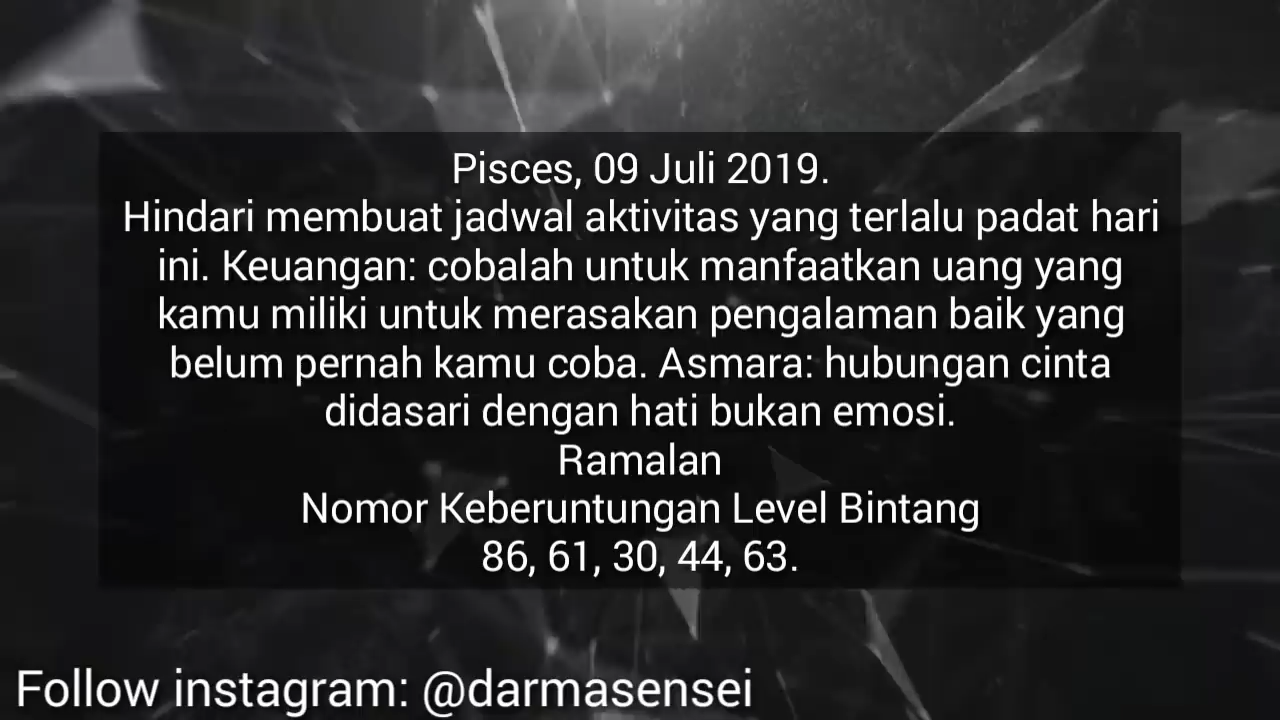 Pisces, 09 Juli 2019.
Hindari membuat jadwal aktivitas yang terlalu padat hari
ini. Keuangan: cobalah untuk manfaatkan uang yang
kamu miliki untuk merasakan pengalaman baik yang
belum pernah kamu coba. Asmara: hubungan cinta
didasari dengan hati bukan emosi.
Ramalan
Nomor Keberuntungan Level Bintang
86, 61, 30, 44, 63.
Follow instagram: @darmasensei